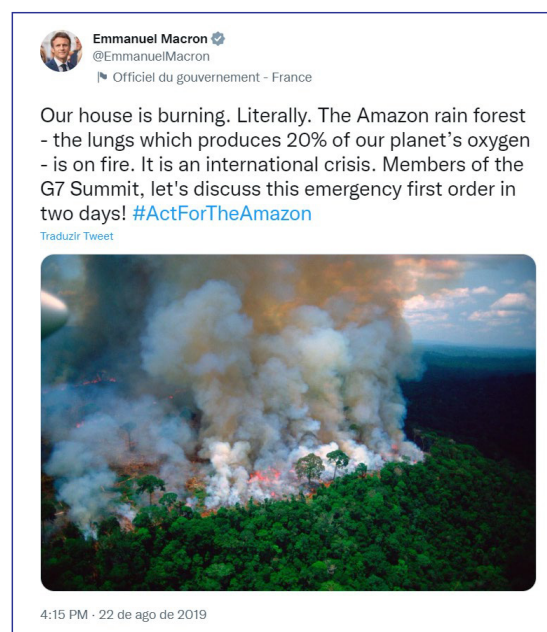 Emmanuel Macron
@EmmanuelMacron
Officiel du gouvernement - France
Our house is burning. Literally. The Amazon rain forest
- the lungs which produces 20% of our planet’s oxygen
- is on fire. It is an international crisis. Members of the
G7 Summit, let's discuss this emergency first order in
two days! #ActForTheAmazon
Traduzir Tweet
4:15 PM · 22 de ago de 2019